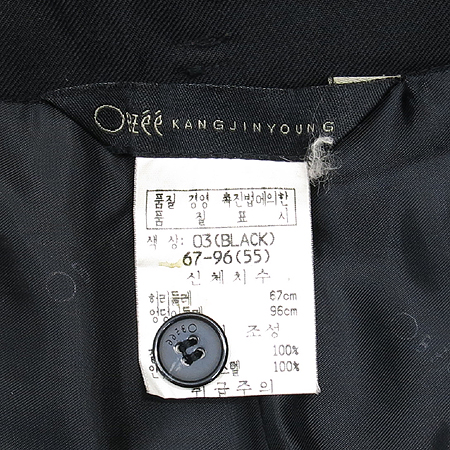 Ozéé KANGJINYOUNG
품질 경영 촉진법에의한
품 질 표 시
색 상: 03(BLACK)
67-96(55)
신체치수
허리둘레 67cm
엉덩이둘레 96cm
조성
100%
100%
취급주의
Ozéé